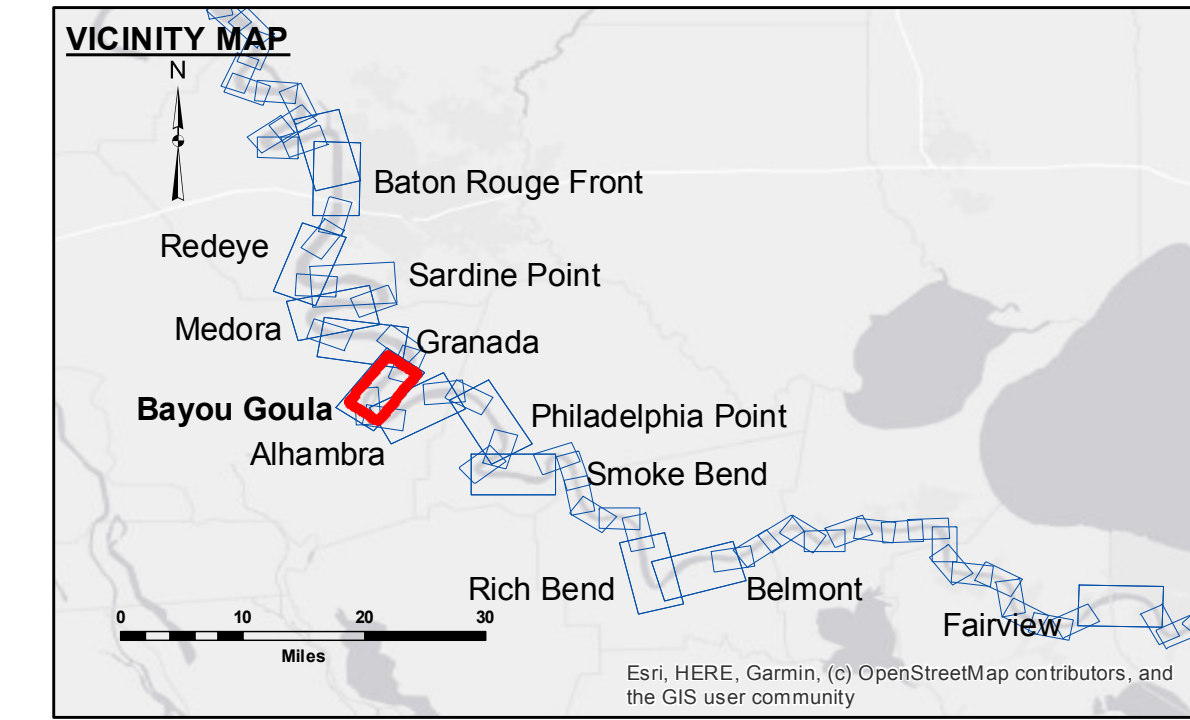 VICINITY MAP
N
Baton Rouge Front
Redeye
Sardine Point
Medora
Granada
Bayou Goula
Philadelphia Point
Alhambra
Smoke Bend
Rich Bend
Belmont
Fairview
0 10 20 30
Miles
Esri, HERE, Garmin, (c) OpenStreetMap contributors, and
the GIS user community